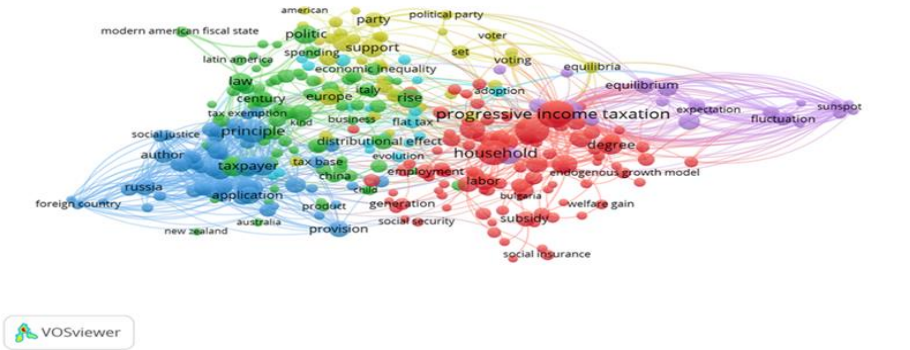 american
party
political party
modern american fiscal state
politic
voter
spending
support
set
latin america
voting
economic inequality
equilibria
law
italy
adoption
equilibrium
century
europe
rise
tax exemption
progressive income taxation
expectation
sunspot
kind
business
flat tax
fluctuation
social justice
principle
distributional effect
degree
author
evolution
household
taxpayer
tax base
china
employment
endogenous growth model
labor
russia
child
application
bulgaria
foreign country
product
generation
welfare gain
australia
social security
subsidy
new zealand
provision
social insurance
VOSviewer